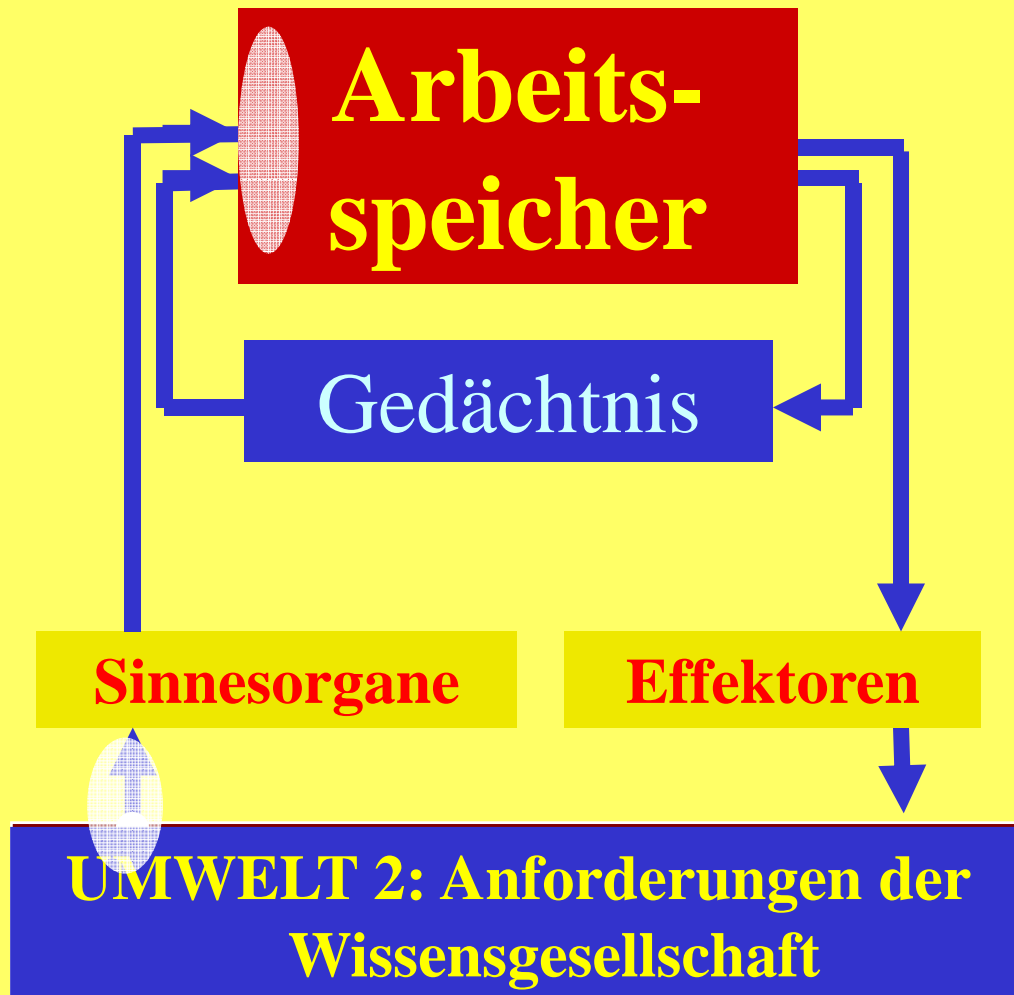 Arbeits-
speicher
Gedächtnis
Sinnesorgane
Effektoren
UMWELT 2: Anforderungen der
Wissensgesellschaft